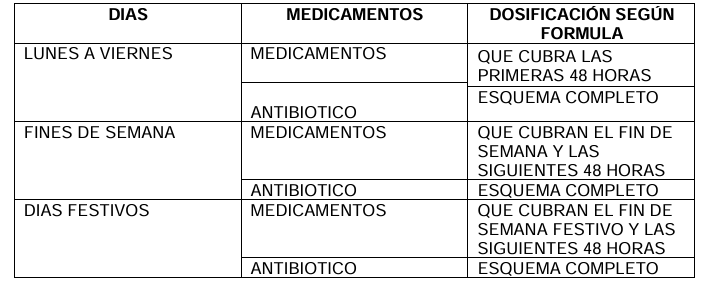 DIAS MEDICAMENTOS DOSIFICACIÓN SEGÚN
FORMULA
LUNES A VIERNES MEDICAMENTOS QUE CUBRA LAS
PRIMERAS 48 HORAS
ANTIBIOTICO ESQUEMA COMPLETO
FINES DE SEMANA MEDICAMENTOS QUE CUBRAN EL FIN DE
SEMANA Y LAS
SIGUIENTES 48 HORAS
ANTIBIOTICO ESQUEMA COMPLETO
DIAS FESTIVOS MEDICAMENTOS QUE CUBRAN EL FIN DE
SEMANA FESTIVO Y LAS
SIGUIENTES 48 HORAS
ANTIBIOTICO ESQUEMA COMPLETO